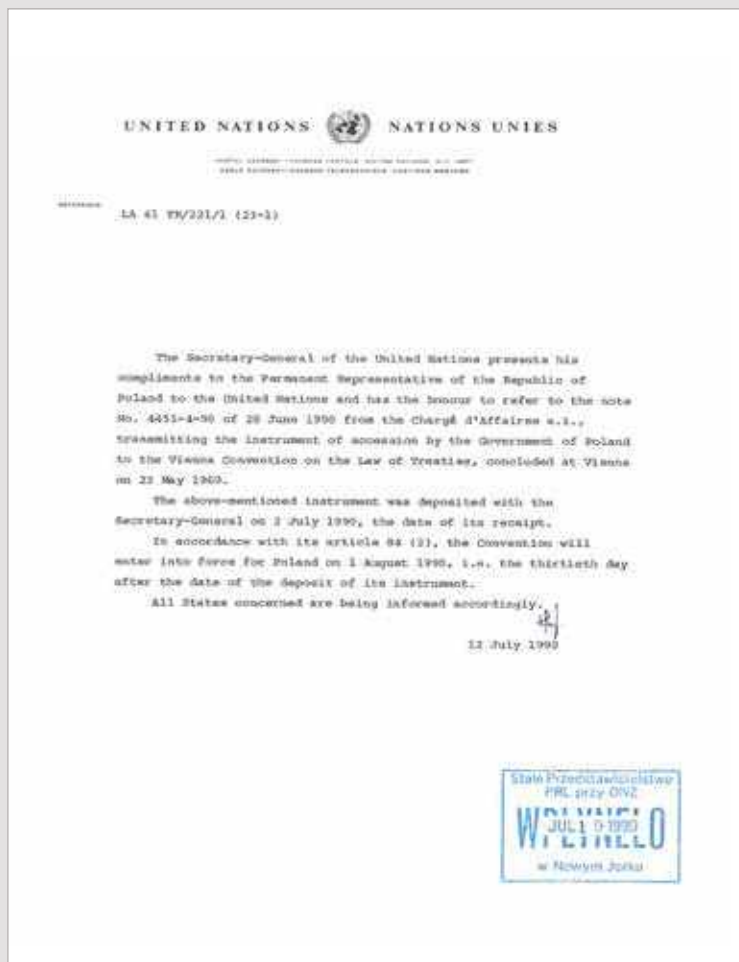 UNITED NATIONS NATIONS UNIES
REFERENCE:
LA 41 TR/221/1 (23-1)
The Secretary-General of the United Nations presents his
compliments to the Permanent Representative of the Republic of
Poland to the United Nations and has the honour to refer to the note
No. of June 1990 from the Chargé d'Affaires a.i.,
transmitting the instrument of accession by the Government of Poland
to the Vienna Convention on the Law of Treaties, concluded at Vienna
on 23 May 1969.
The above-mentioned instrument was deposited with the
Secretary-General on 2 July 1990, the date of its receipt.
In accordance with its article 84 (2), the Convention will
enter into force for Poland on 1 August 1990, i.e. the thirtieth day
after the date of the deposit of its instrument.
All States concerned are being informed accordingly.
12 July 1990
Stałe Przedstawicielstwo
PRL przy ONZ
WPŁYNĘŁO
JUL 1 9 1990
w Nowym Jorku